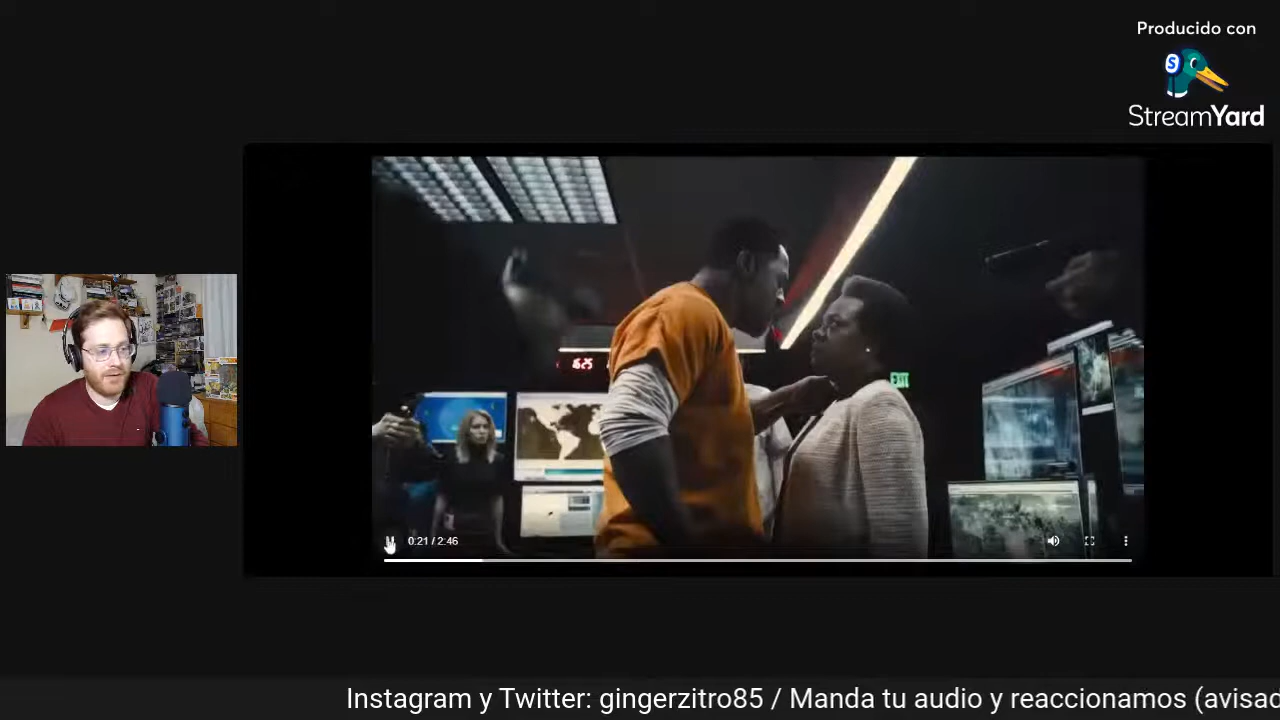 Producido con
StreamYard
EXIT
0:21 / 2:46
Instagram y Twitter: gingerzitro85 / Manda tu audio y reaccionamos (avisad